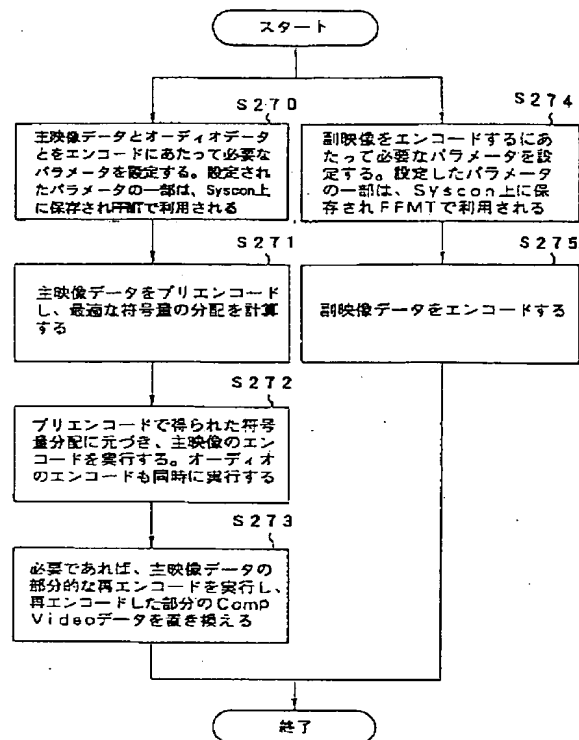 スタート
S270
主映像データとオーディオデータ
とをエンコードにあたって必要な
パラメータを設定する。設定され
たパラメータの一部は、Syscon上
に保存されFFMTで利用される
S271
主映像データをプリエンコード
し、最適な符号量の分配を計算
する
S272
プリエンコードで得られた符号
量分配に元づき、主映像のエン
コードを実行する。オーディオ
のエンコードも同時に実行する
S273
必要であれば、主映像データの
部分的な再エンコードを実行し、
再エンコードした部分のComp
Videoデータを置き換える
S274
副映像をエンコードするにあ
たって必要なパラメータを設
定する。設定したパラメータ
の一部は、Syscon上に保
存されFFMTで利用される
S275
副映像データをエンコードする
終了